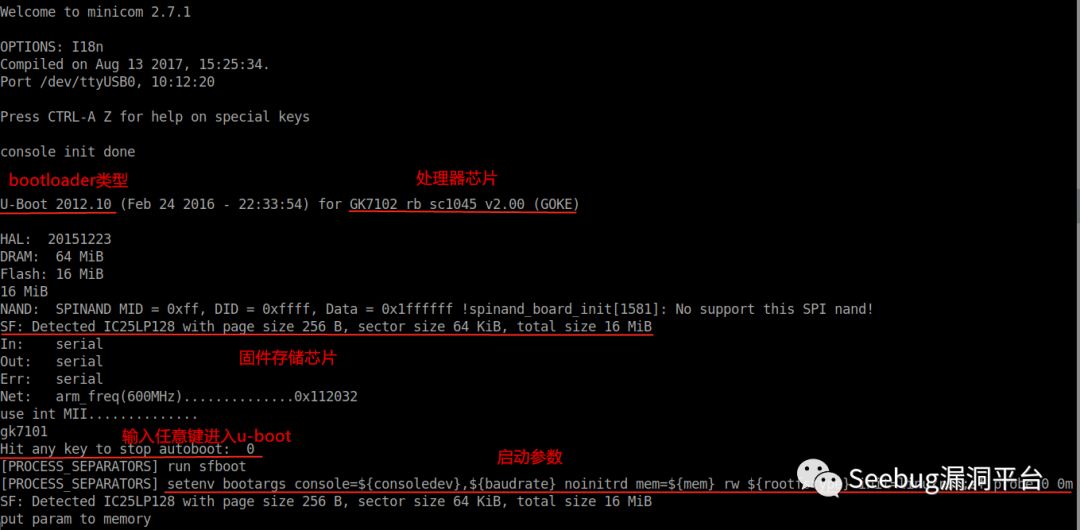 Welcome to minicom 2.7.1
OPTIONS: I18n
Compiled on Aug 13 2017, 15:25:34.
Port /dev/ttyUSB0, 10:12:20
Press CTRL-A Z for help on special keys
console init done
bootloader类型
处理器芯片
U-Boot 2012.10 (Feb 24 2016 - 22:33:54) for GK7102 rb sc1045 v2.00 (GOKE)
HAL:  20151223
DRAM:  64 MiB
Flash: 16 MiB
16 MiB
NAND:  SPINAND MID = 0xff, DID = 0xffff, Data = 0x1ffffff !spinand_board_init[1581]: No support this SPI nand!
SF: Detected IC25LP128 with page size 256 B, sector size 64 KiB, total size 16 MiB
In:    serial
固件存储芯片
Out:   serial
Err:   serial
Net:   arm_freq(600MHz)..............0x112032
use int MII..............
gk7101
输入任意键进入u-boot
Hit any key to stop autoboot:  0
启动参数
[PROCESS_SEPARATORS] run sfboot
[PROCESS_SEPARATORS] setenv bootargs console=${consoledev},${baudrate} noinitrd mem=${mem} rw ${rootfstype} 0 0m
Seebug漏洞平台
SF: Detected IC25LP128 with page size 256 B, sector size 64 KiB, total size 16 MiB
put param to memory